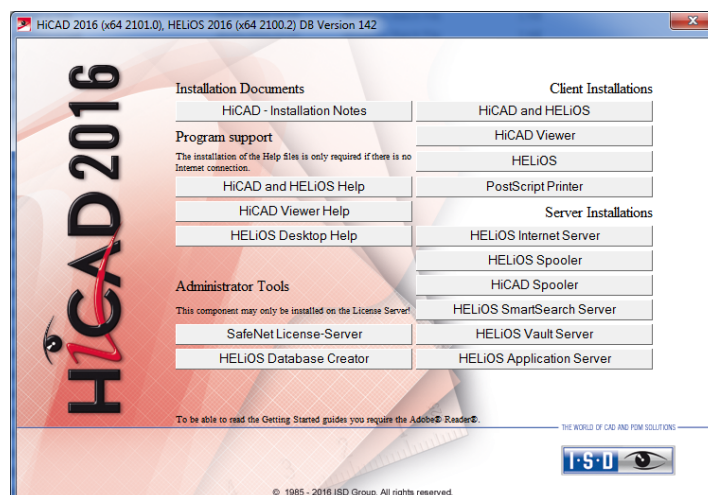 HiCAD 2016 (x64 2101.0), HELiOS 2016 (x64 2100.2) DB Version 142
HiCAD 2016
Installation Documents
HiCAD - Installation Notes
Program support
The installation of the Help files is only required if there is no
Internet connection.
HiCAD and HELiOS Help
HiCAD Viewer Help
HELiOS Desktop Help
Administrator Tools
This component may only be installed on the License Server!
SafeNet License-Server
HELiOS Database Creator
Client Installations
HiCAD and HELiOS
HiCAD Viewer
HELiOS
PostScript Printer
Server Installations
HELiOS Internet Server
HELiOS Spooler
HiCAD Spooler
HELiOS SmartSearch Server
HELiOS Vault Server
HELiOS Application Server
To be able to read the Getting Started guides you require the Adobe® Reader®.
THE WORLD OF CAD AND PDM SOLUTIONS
I·S·D
© 1985 - 2016 ISD Group. All rights reserved.